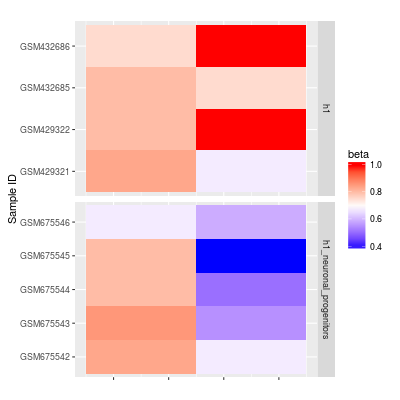 GSM432686
GSM432685
GSM429322
GSM429321
h1
GSM675546
GSM675545
GSM675544
GSM675543
GSM675542
h1_neuronal_progenitors
Sample ID
beta
1.0
0.8
0.6
0.4